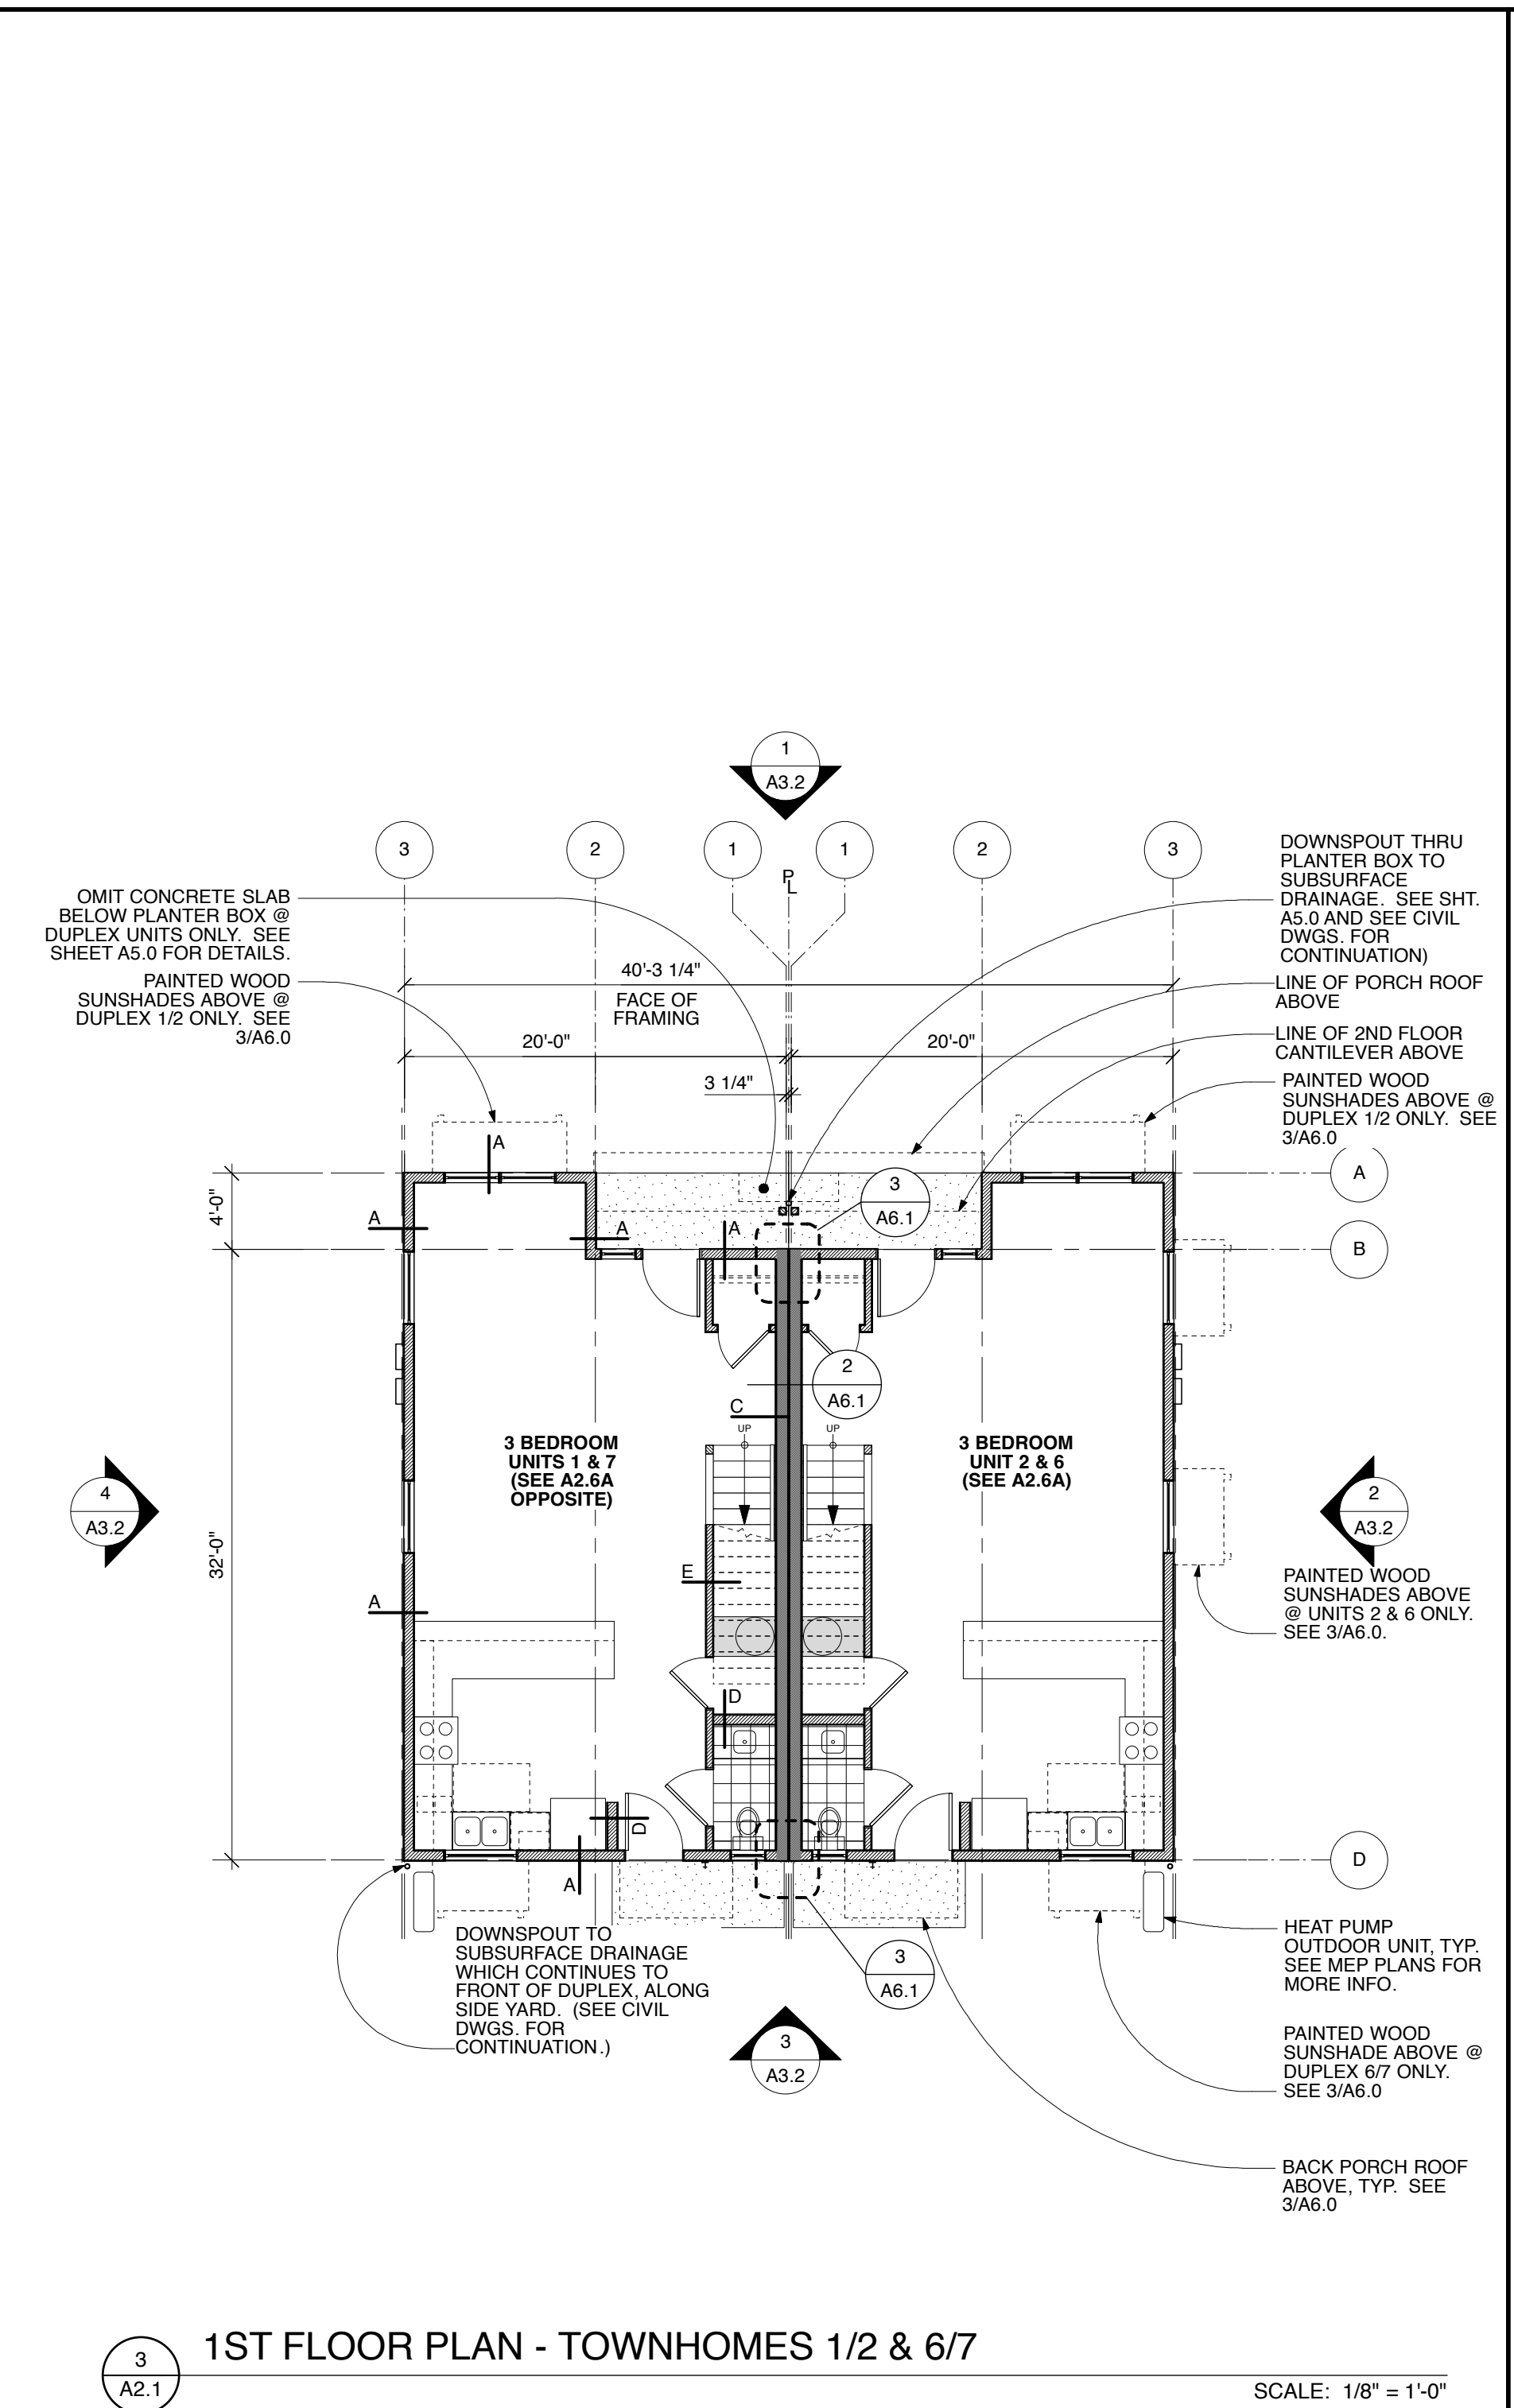 1
A3.2
3
2
1
1
2
3
PL
OMIT CONCRETE SLAB
BELOW PLANTER BOX @
DUPLEX UNITS ONLY.  SEE
SHEET A5.0 FOR DETAILS.
PAINTED WOOD
SUNSHADES ABOVE @
DUPLEX 1/2 ONLY.  SEE
3/A6.0
DOWNSPOUT THRU
PLANTER BOX TO
SUBSURFACE
DRAINAGE.  SEE SHT.
A5.0 AND SEE CIVIL
DWGS. FOR
CONTINUATION)
LINE OF PORCH ROOF
ABOVE
LINE OF 2ND FLOOR
CANTILEVER ABOVE
PAINTED WOOD
SUNSHADES ABOVE @
DUPLEX 1/2 ONLY.  SEE
3/A6.0
40'-3 1/4"
FACE OF
FRAMING
20'-0"
20'-0"
3 1/4"
A
A
4'-0"
A
A
A
3
A6.1
B
2
A6.1
C
UP
UP
3 BEDROOM
UNITS 1 & 7
(SEE A2.6A
OPPOSITE)
3 BEDROOM
UNIT 2 & 6
(SEE A2.6A)
4
A3.2
2
A3.2
32'-0"
E
A
PAINTED WOOD
SUNSHADES ABOVE
@ UNITS 2 & 6 ONLY.
SEE 3/A6.0.
D
D
A
D
DOWNSPOUT TO
SUBSURFACE DRAINAGE
WHICH CONTINUES TO
FRONT OF DUPLEX, ALONG
SIDE YARD.  (SEE CIVIL
DWGS. FOR
CONTINUATION.)
3
A6.1
3
A3.2
HEAT PUMP
OUTDOOR UNIT, TYP.
SEE MEP PLANS FOR
MORE INFO.
PAINTED WOOD
SUNSHADE ABOVE @
DUPLEX 6/7 ONLY.
SEE 3/A6.0
BACK PORCH ROOF
ABOVE, TYP.  SEE
3/A6.0
3
A2.1
1ST FLOOR PLAN - TOWNHOMES 1/2 & 6/7
SCALE:  1/8" = 1'-0"